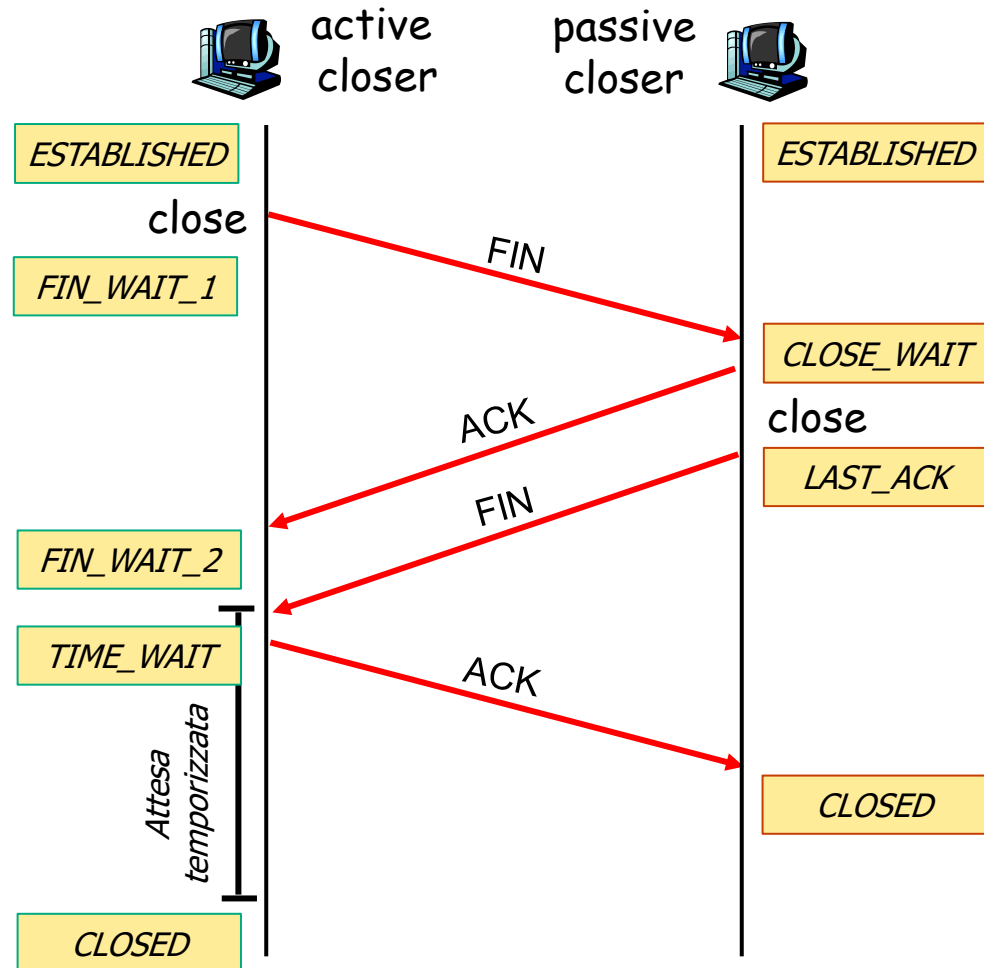 active
closer
passive
closer
ESTABLISHED
ESTABLISHED
close
FIN
FIN_WAIT_1
CLOSE_WAIT
ACK
close
LAST_ACK
FIN
FIN_WAIT_2
TIME_WAIT
ACK
Attesa
temporizzata
CLOSED
CLOSED